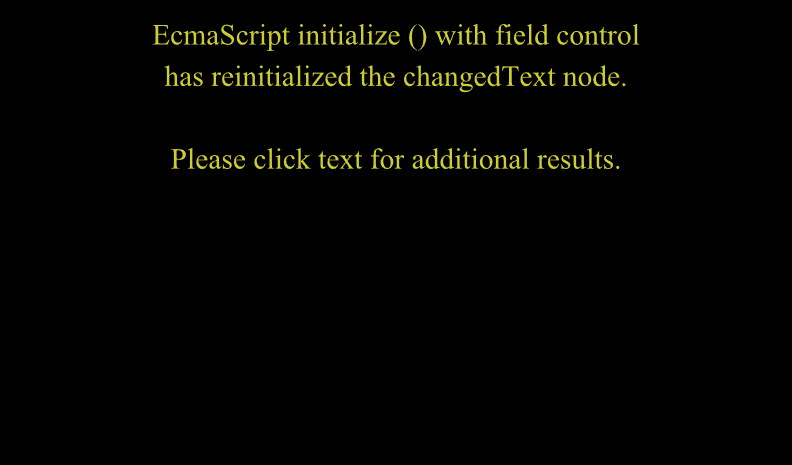 EcmaScript initialize () with field control
has reinitialized the changedText node.
Please click text for additional results.